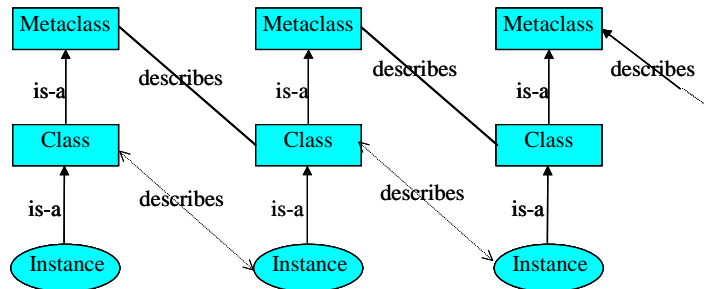 Metaclass Metaclass Metaclass
describes describes describes
is-a is-a is-a
Class Class Class
describes describes
is-a is-a is-a
Instance Instance Instance